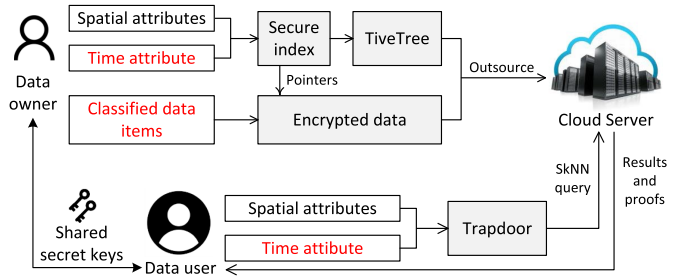 Spatial attributes
Time attribute
Secure
index
TiveTree
Data
owner
Pointers
Outsource
Classified data
items
Encrypted data
Cloud Server
SkNN
query
Results
and
proofs
Shared
secret keys
Spatial attributes
Time attibute
Trapdoor
Data user